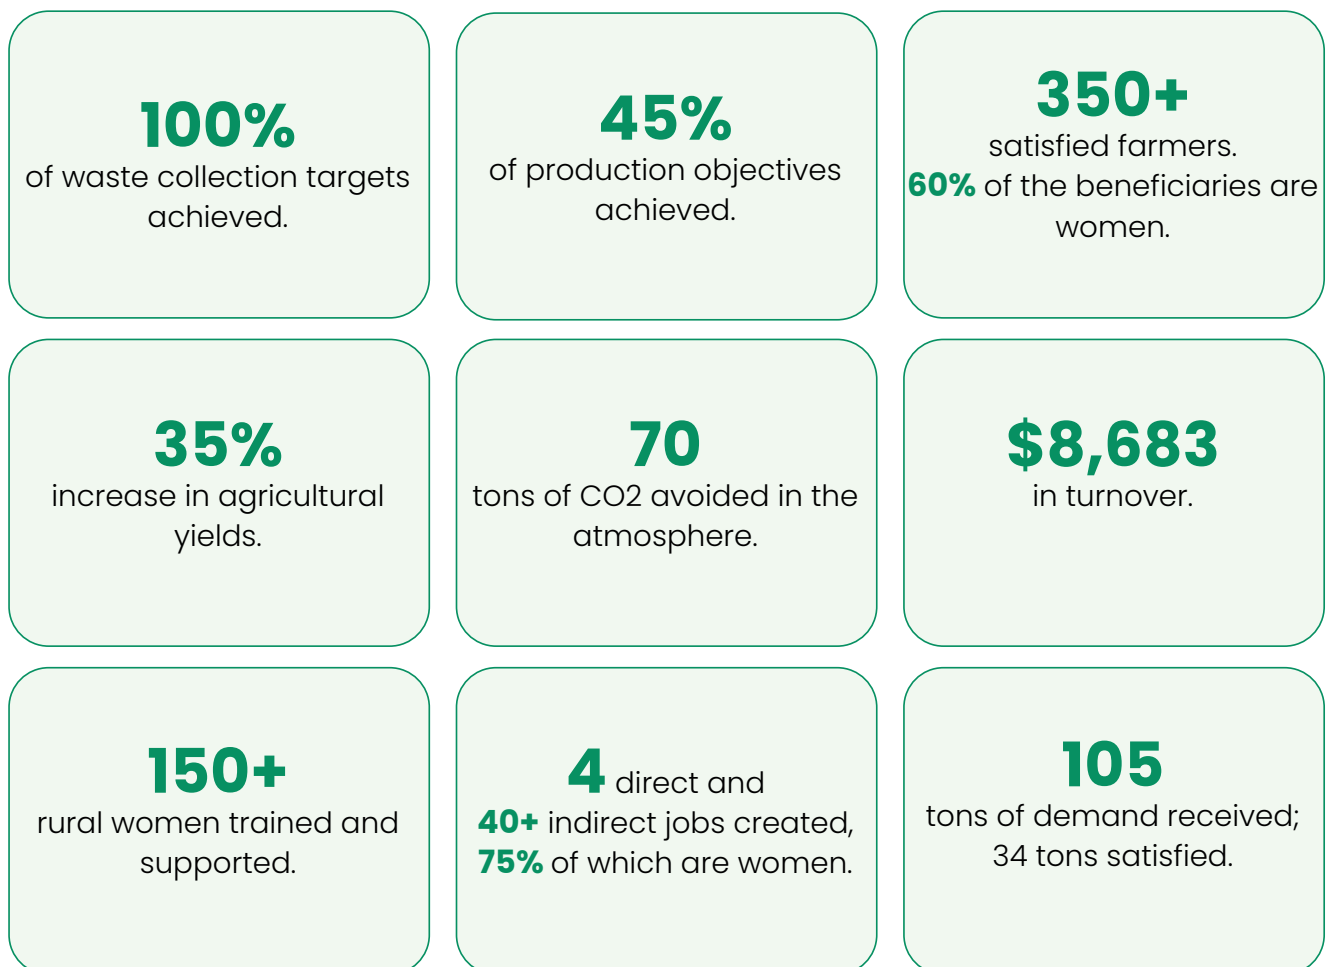 100%
of waste collection targets
achieved.
45%
of production objectives
achieved.
350+
satisfied farmers.
60% of the beneficiaries are
women.
35%
increase in agricultural
yields.
70
tons of CO2 avoided in the
atmosphere.
$8,683
in turnover.
150+
rural women trained and
supported.
4 direct and
40+ indirect jobs created,
75% of which are women.
105
tons of demand received;
34 tons satisfied.